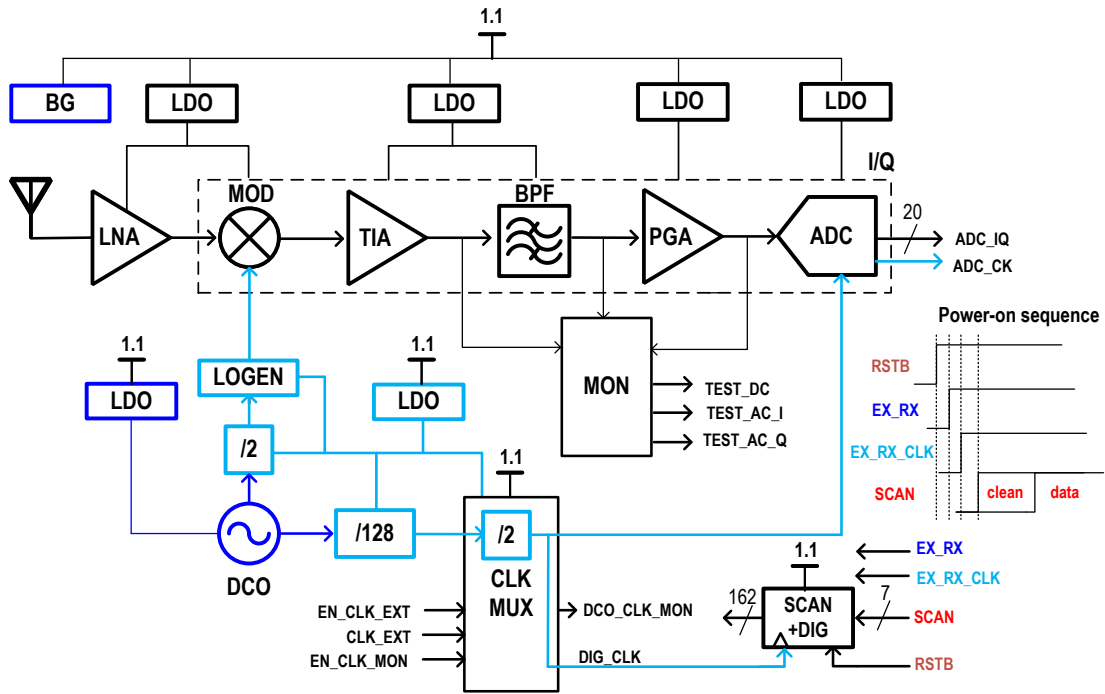 1.1
BG
LDO
LDO
LDO
LDO
I/Q
MOD
BPF
LNA
TIA
PGA
ADC
20
ADC_IQ
ADC_CK
Power-on sequence
RSTB
EX_RX
EX_RX_CLK
SCAN
clean
data
1.1
LDO
LOGEN
1.1
LDO
MON
TEST_DC
TEST_AC_I
TEST_AC_Q
/2
1.1
DCO
/128
/2
CLK
MUX
EN_CLK_EXT
CLK_EXT
EN_CLK_MON
DCO_CLK_MON
DIG_CLK
1.1
162
SCAN
+DIG
7
EX_RX
EX_RX_CLK
SCAN
RSTB